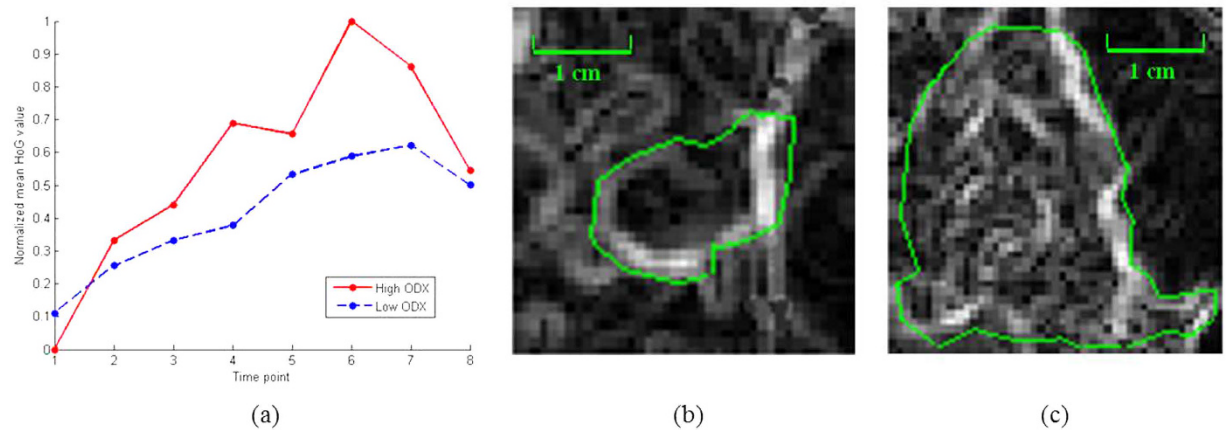 Normalized mean HoG value
1
0.9
0.8
0.7
0.6
0.5
0.4
0.3
0.2
0.1
0
1 2 3 4 5 6 7 8
Time point
High ODX
Low ODX
1 cm
1 cm
(a)
(b)
(c)